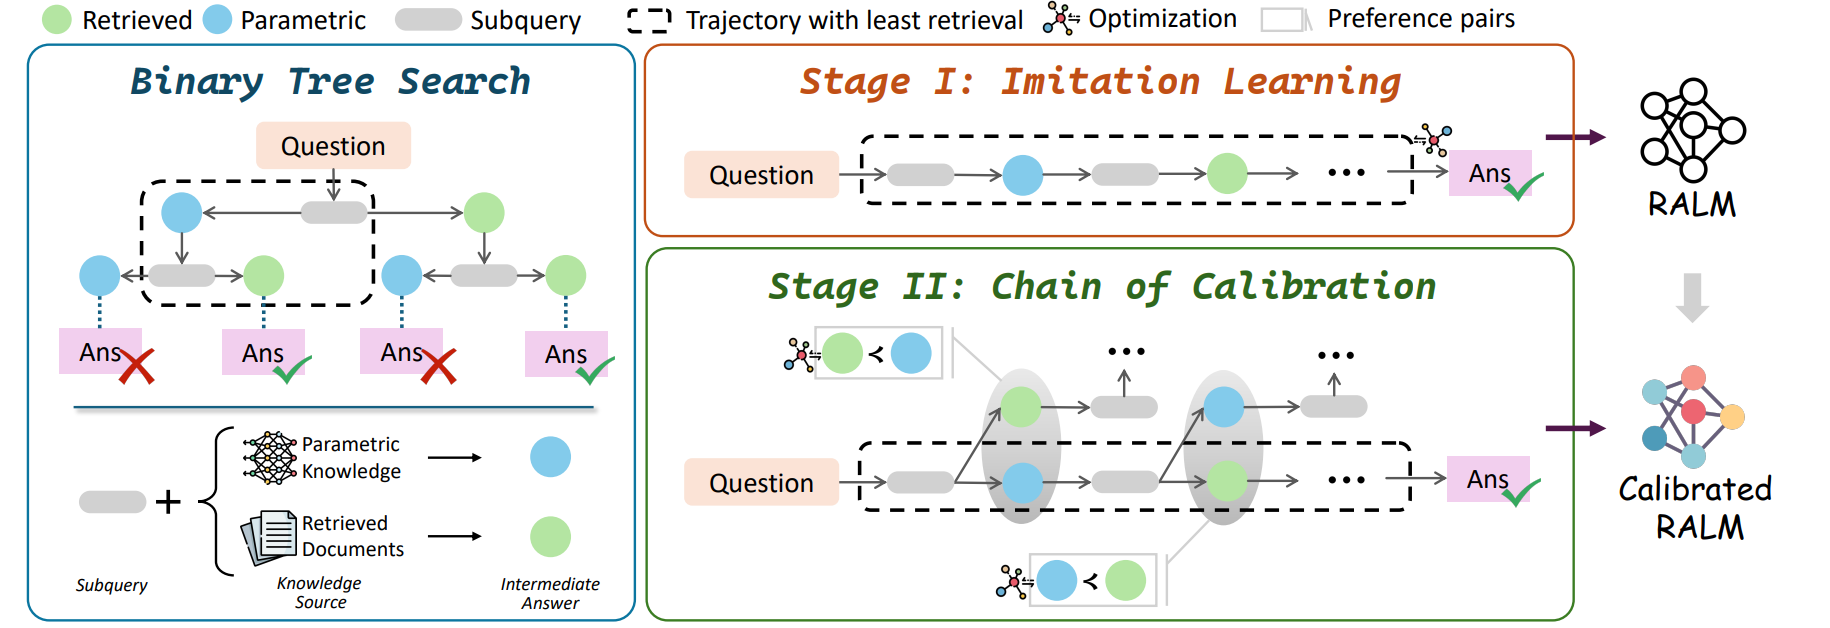 Retrieved Parametric Subquery Trajectory with least retrieval Optimization Preference pairs
Binary Tree Search
Question
Ans
Ans
Ans
Ans
Parametric
Knowledge
+
Retrieved
Documents
Subquery
Knowledge
Source
Intermediate
Answer
Stage I: Imitation Learning
Question
...
Ans
RALM
Stage II: Chain of Calibration
≺
...
...
Question
...
Ans
≺
Calibrated
RALM